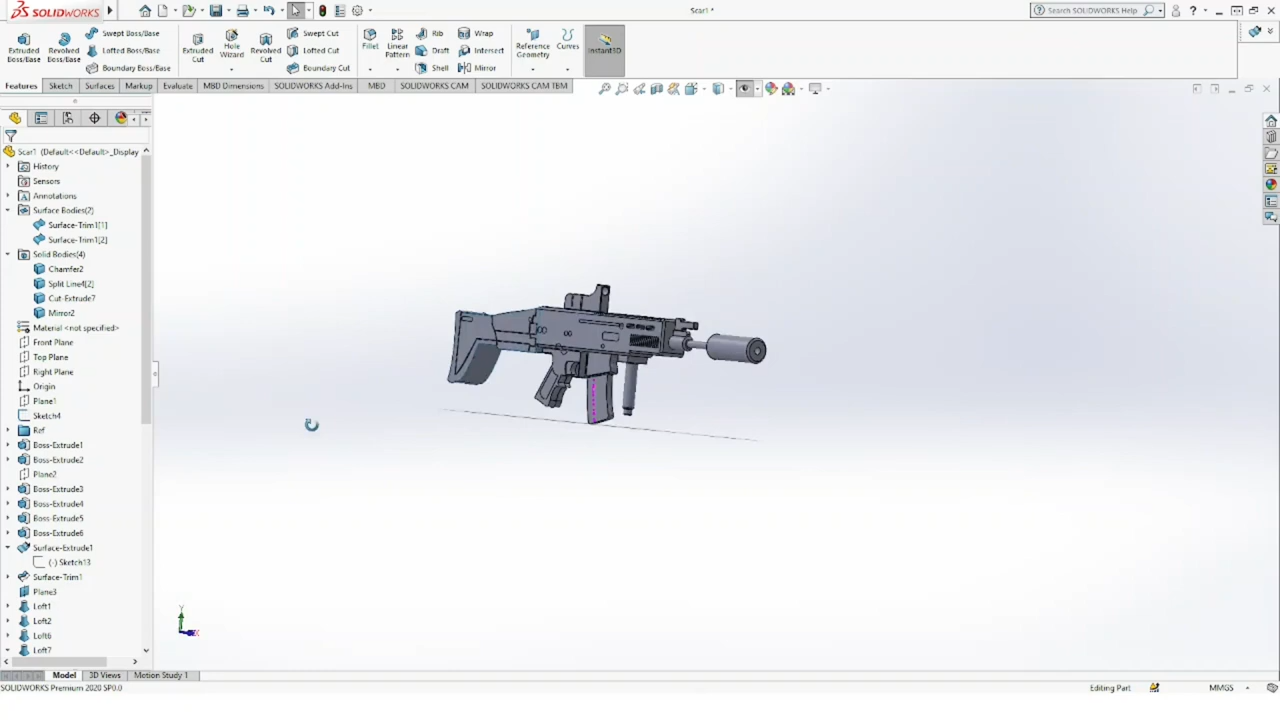 SOLIDWORKS
Scar1 *
Search SOLIDWORKS Help
Extruded Boss/Base
Revolved Boss/Base
Swept Boss/Base
Lofted Boss/Base
Boundary Boss/Base
Extruded Cut
Hole Wizard
Revolved Cut
Swept Cut
Lofted Cut
Boundary Cut
Fillet
Linear Pattern
Rib
Draft
Shell
Wrap
Intersect
Mirror
Reference Geometry
Curves
Instant3D
Features Sketch Surfaces Markup Evaluate MBD Dimensions SOLIDWORKS Add-Ins MBD SOLIDWORKS CAM SOLIDWORKS CAM TBM
Scar1 (Default<<Default>_Display
History
Sensors
Annotations
Surface Bodies(2)
Surface-Trim1[1]
Surface-Trim1[2]
Solid Bodies(4)
Chamfer2
Split Line4[2]
Cut-Extrude7
Mirror2
Material <not specified>
Front Plane
Top Plane
Right Plane
Origin
Plane1
Sketch4
Ref
Boss-Extrude1
Boss-Extrude2
Plane2
Boss-Extrude3
Boss-Extrude4
Boss-Extrude5
Boss-Extrude6
Surface-Extrude1
(-) Sketch13
Surface-Trim1
Plane3
Loft1
Loft2
Loft6
Loft7
Y
X
Model 3D Views Motion Study 1
SOLIDWORKS Premium 2020 SP0.0
Editing Part
MMGS